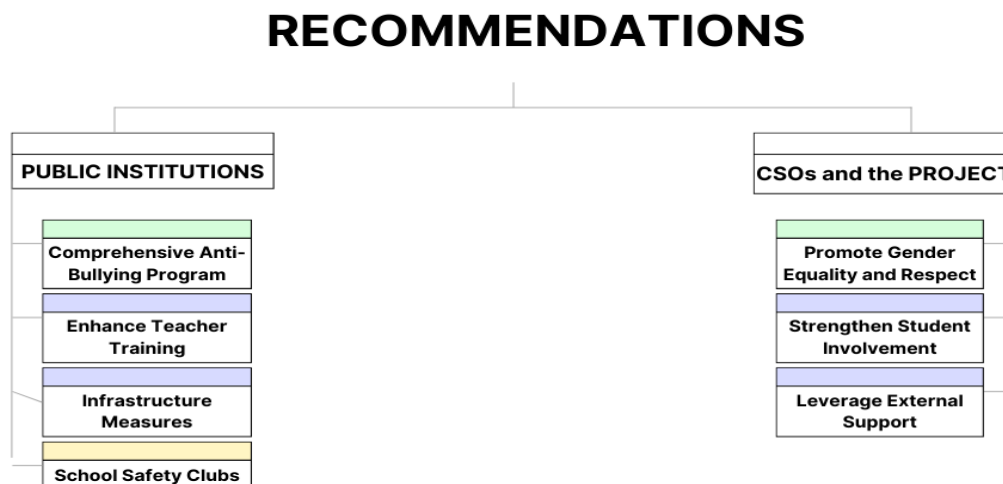 RECOMMENDATIONS
PUBLIC INSTITUTIONS
Comprehensive Anti-
Bullying Program
Enhance Teacher
Training
Infrastructure
Measures
School Safety Clubs
CSOs and the PROJECT
Promote Gender
Equality and Respect
Strengthen Student
Involvement
Leverage External
Support